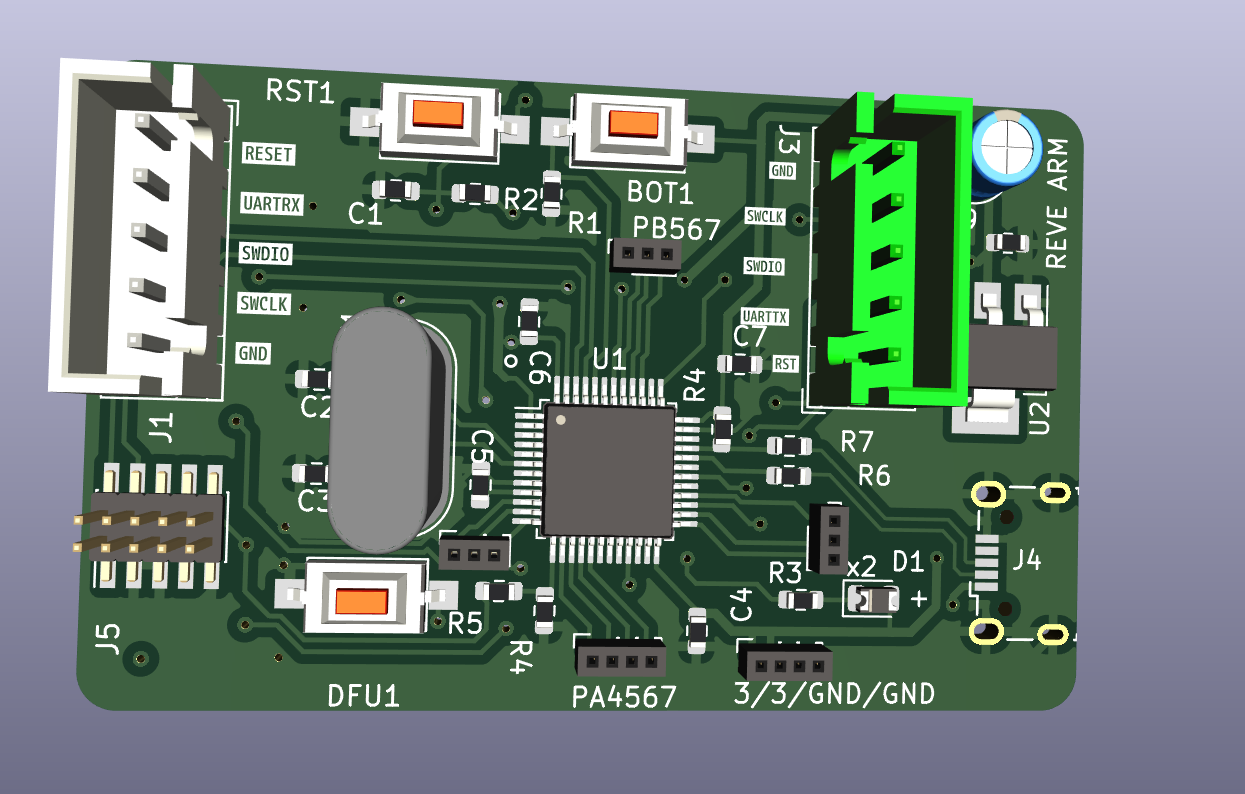 RST1
RESET
UARTRX
SWDIO
SWCLK
GND
C1
R2
R1
BOT1
PB567
J3
GND
SWCLK
SWDIO
UARTTX
RST
REVE ARM
C6
U1
C7
R4
U2
J1
C2
C3
C5
R7
R6
J4
R3
x2
D1
+
C4
R5
R4
J5
DFU1
PA4567
3/3/GND/GND